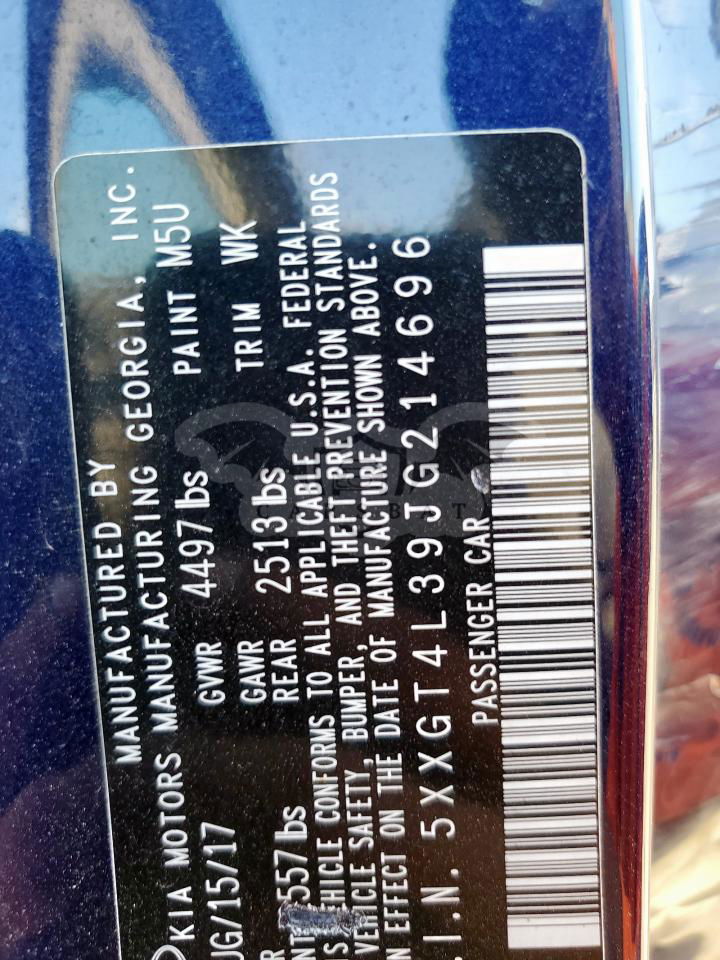 MANUFACTURED BY
KIA MOTORS MANUFACTURING GEORGIA, INC.
UG/15/17 GVWR 4497 lbs PAINT M5U
GAWR
REAR 2513 lbs TRIM WK
557 lbs
VEHICLE CONFORMS TO ALL APPLICABLE U.S.A. FEDERAL
VEHICLE SAFETY, BUMPER, AND THEFT PREVENTION STANDARDS
N EFFECT ON THE DATE OF MANUFACTURE SHOWN ABOVE.
.I.N. 5XXGT4L39JG214696
PASSENGER CAR